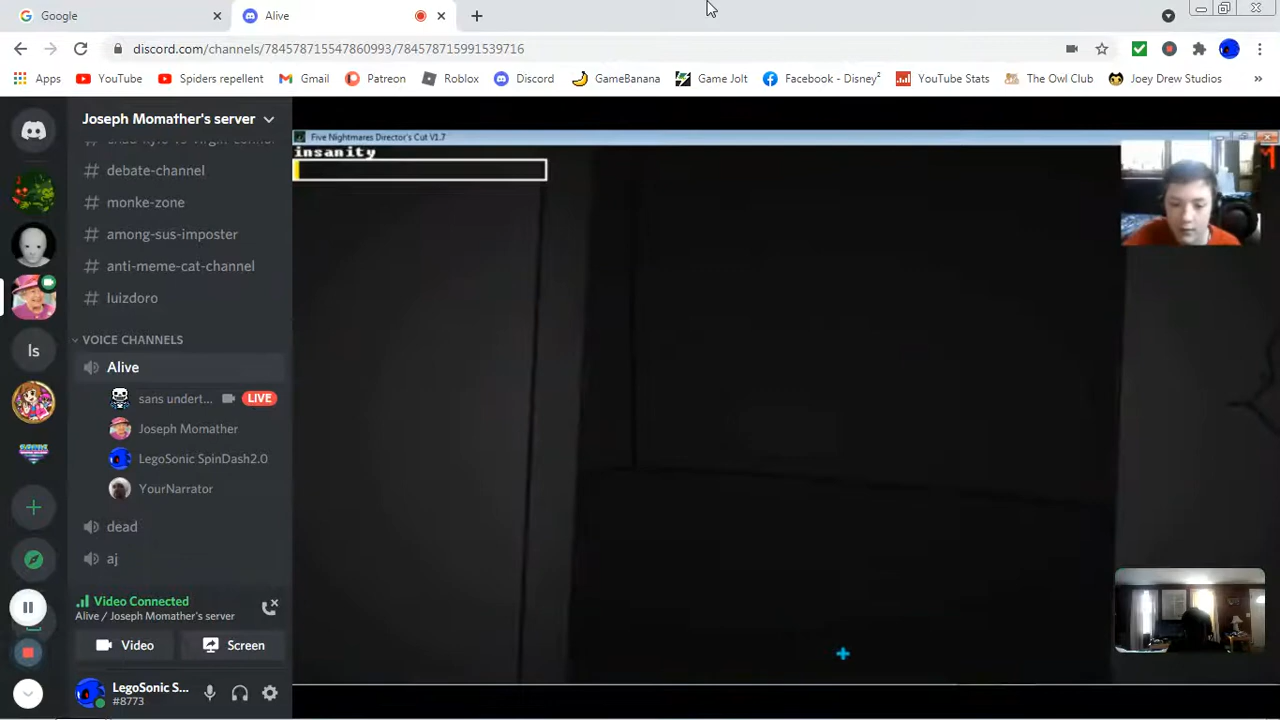 Google
Alive
discord.com/channels/784578715547860993/784578715991539716
Apps
YouTube
Spiders repellent
Gmail
Patreon
Roblox
Discord
GameBanana
Gam Jolt
Facebook - Disney²
YouTube Stats
The Owl Club
Joey Drew Studios
»
Joseph Momather's server
# debate-channel
# monke-zone
# among-sus-imposter
# anti-meme-cat-channel
# luizdoro
VOICE CHANNELS
Alive
sans undert... LIVE
Joseph Momather
LegoSonic SpinDash2.0
YourNarrator
dead
aj
ls
Video Connected
Alive / Joseph Momather's server
Video
Screen
LegoSonic S...
#8773
Five Nightmares Director's Cut V1.7
insanity